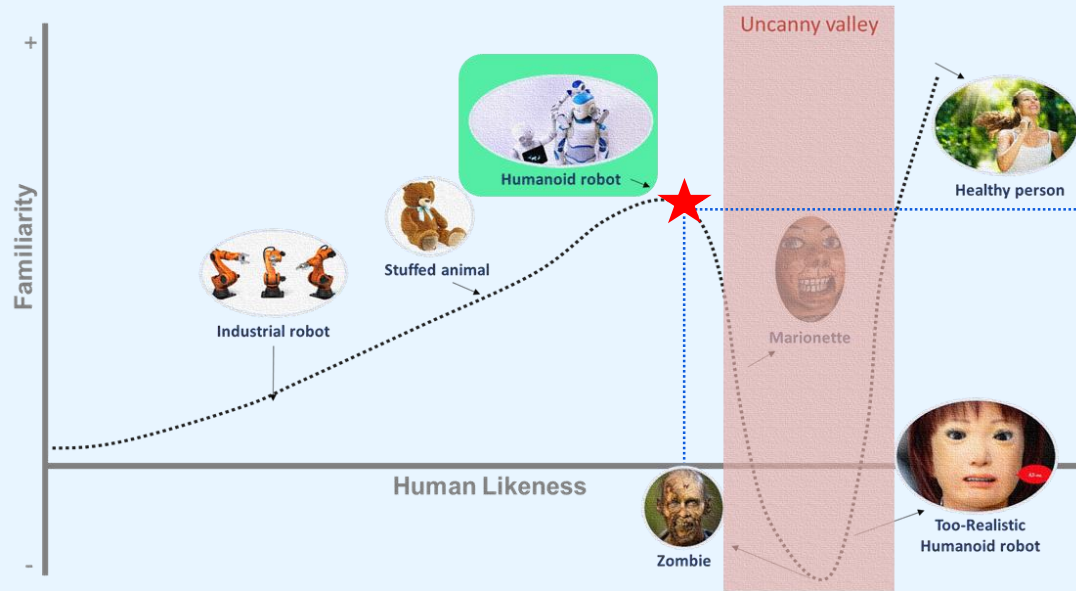 Uncanny valley
+
Humanoid robot
Healthy person
Familiarity
Stuffed animal
Industrial robot
Marionette
Human Likeness
Too-Realistic
Humanoid robot
Zombie
-